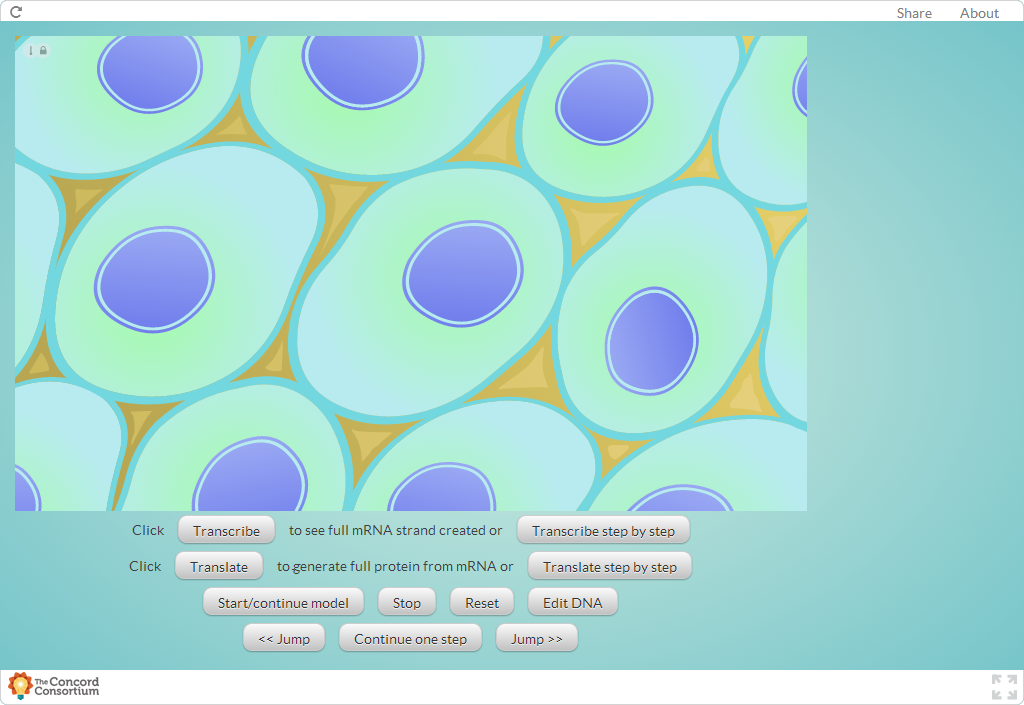 Share About
Click Transcribe to see full mRNA strand created or Transcribe step by step
Click Translate to generate full protein from mRNA or Translate step by step
Start/continue model Stop Reset Edit DNA
<< Jump Continue one step Jump >>
The Concord
Consortium